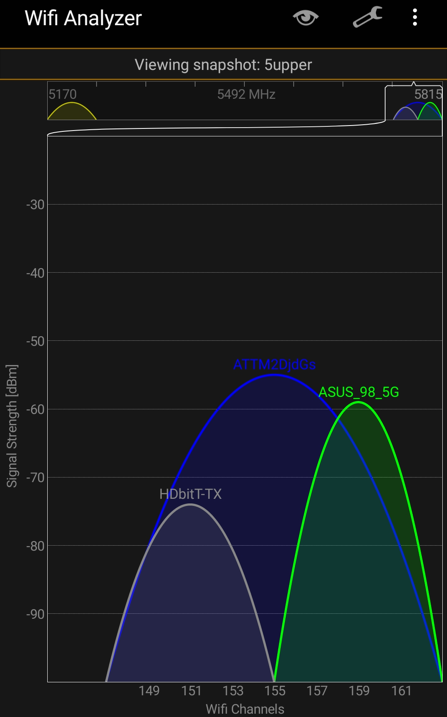 Wifi Analyzer
Viewing snapshot: 5upper
5170 5492 MHz 5815
-30
-40
-50
ATTM2DjdGs
ASUS_98_5G
-60
-70
HDbitT-TX
-80
-90
Signal Strength [dBm]
149 151 153 155 157 159 161
Wifi Channels